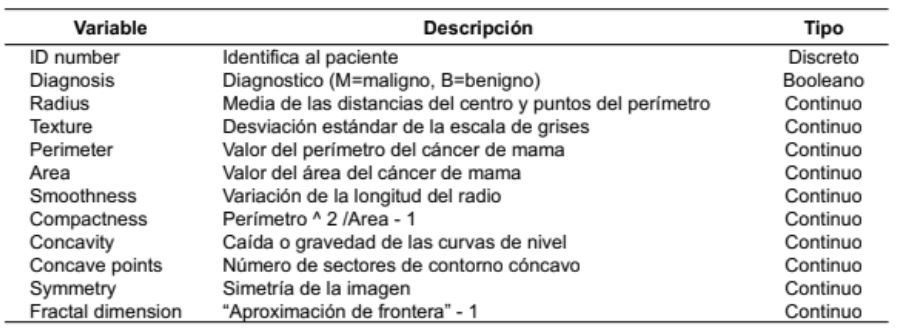 Variable Descripción Tipo
ID number Identifica al paciente Discreto
Diagnosis Diagnostico (M=maligno, B=benigno) Booleano
Radius Media de las distancias del centro y puntos del perímetro Continuo
Texture Desviación estándar de la escala de grises Continuo
Perimeter Valor del perímetro del cáncer de mama Continuo
Area Valor del área del cáncer de mama Continuo
Smoothness Variación de la longitud del radio Continuo
Compactness Perímetro ^ 2 /Area - 1 Continuo
Concavity Caída o gravedad de las curvas de nivel Continuo
Concave points Número de sectores de contorno cóncavo Continuo
Symmetry Simetría de la imagen Continuo
Fractal dimension “Aproximación de frontera” - 1 Continuo